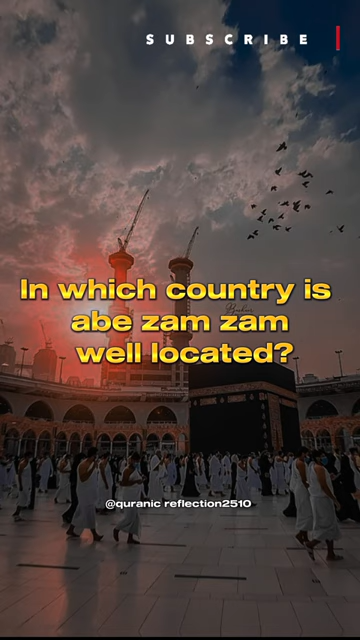 SUBSCRIBE
In which country is
abe zam zam
well located?
@quranic reflection2510